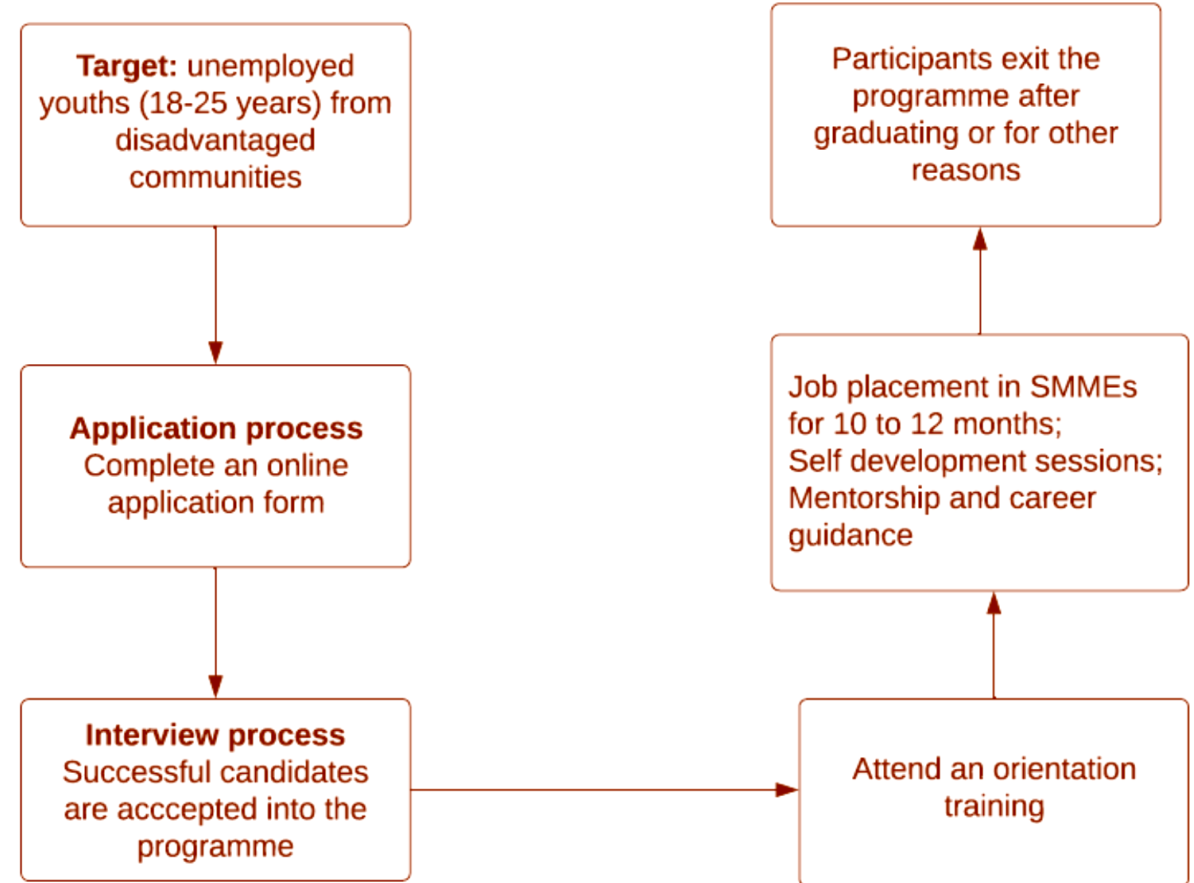 Target: unemployed
youths (18-25 years) from
disadvantaged
communities
Application process
Complete an online
application form
Interview process
Successful candidates
are acccepted into the
programme
Attend an orientation
training
Job placement in SMMEs
for 10 to 12 months;
Self development sessions;
Mentorship and career
guidance
Participants exit the
programme after
graduating or for other
reasons